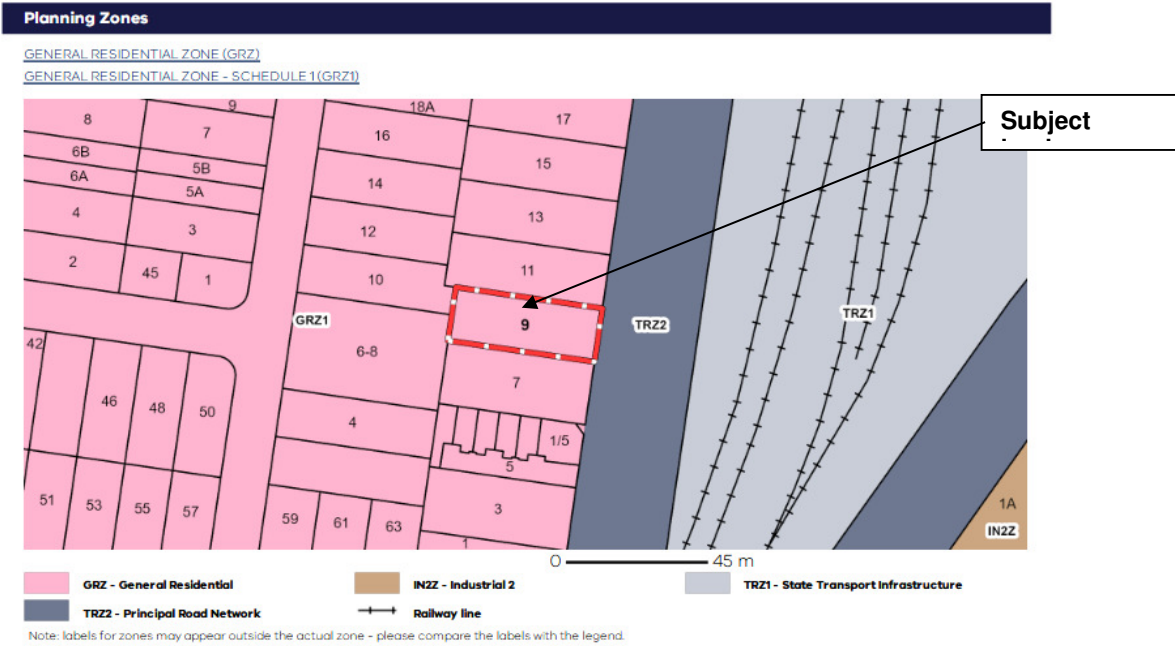 Planning Zones
GENERAL RESIDENTIAL ZONE (GRZ)
GENERAL RESIDENTIAL ZONE - SCHEDULE 1 (GRZ1)
8
9
7
18A
16
17
6B
5B
15
6A
5A
14
4
3
13
12
2
45
1
11
10
GRZ1
9
TRZ2
TRZ1
Subject
42
6-8
7
46
48
50
4
1/5
5
51
53
55
57
59
61
63
3
1
1A
IN2Z
0 45 m
GRZ - General Residential
IN2Z - Industrial 2
TRZ1 - State Transport Infrastructure
TRZ2 - Principal Road Network
Railway line
Note: labels for zones may appear outside the actual zone - please compare the labels with the legend.